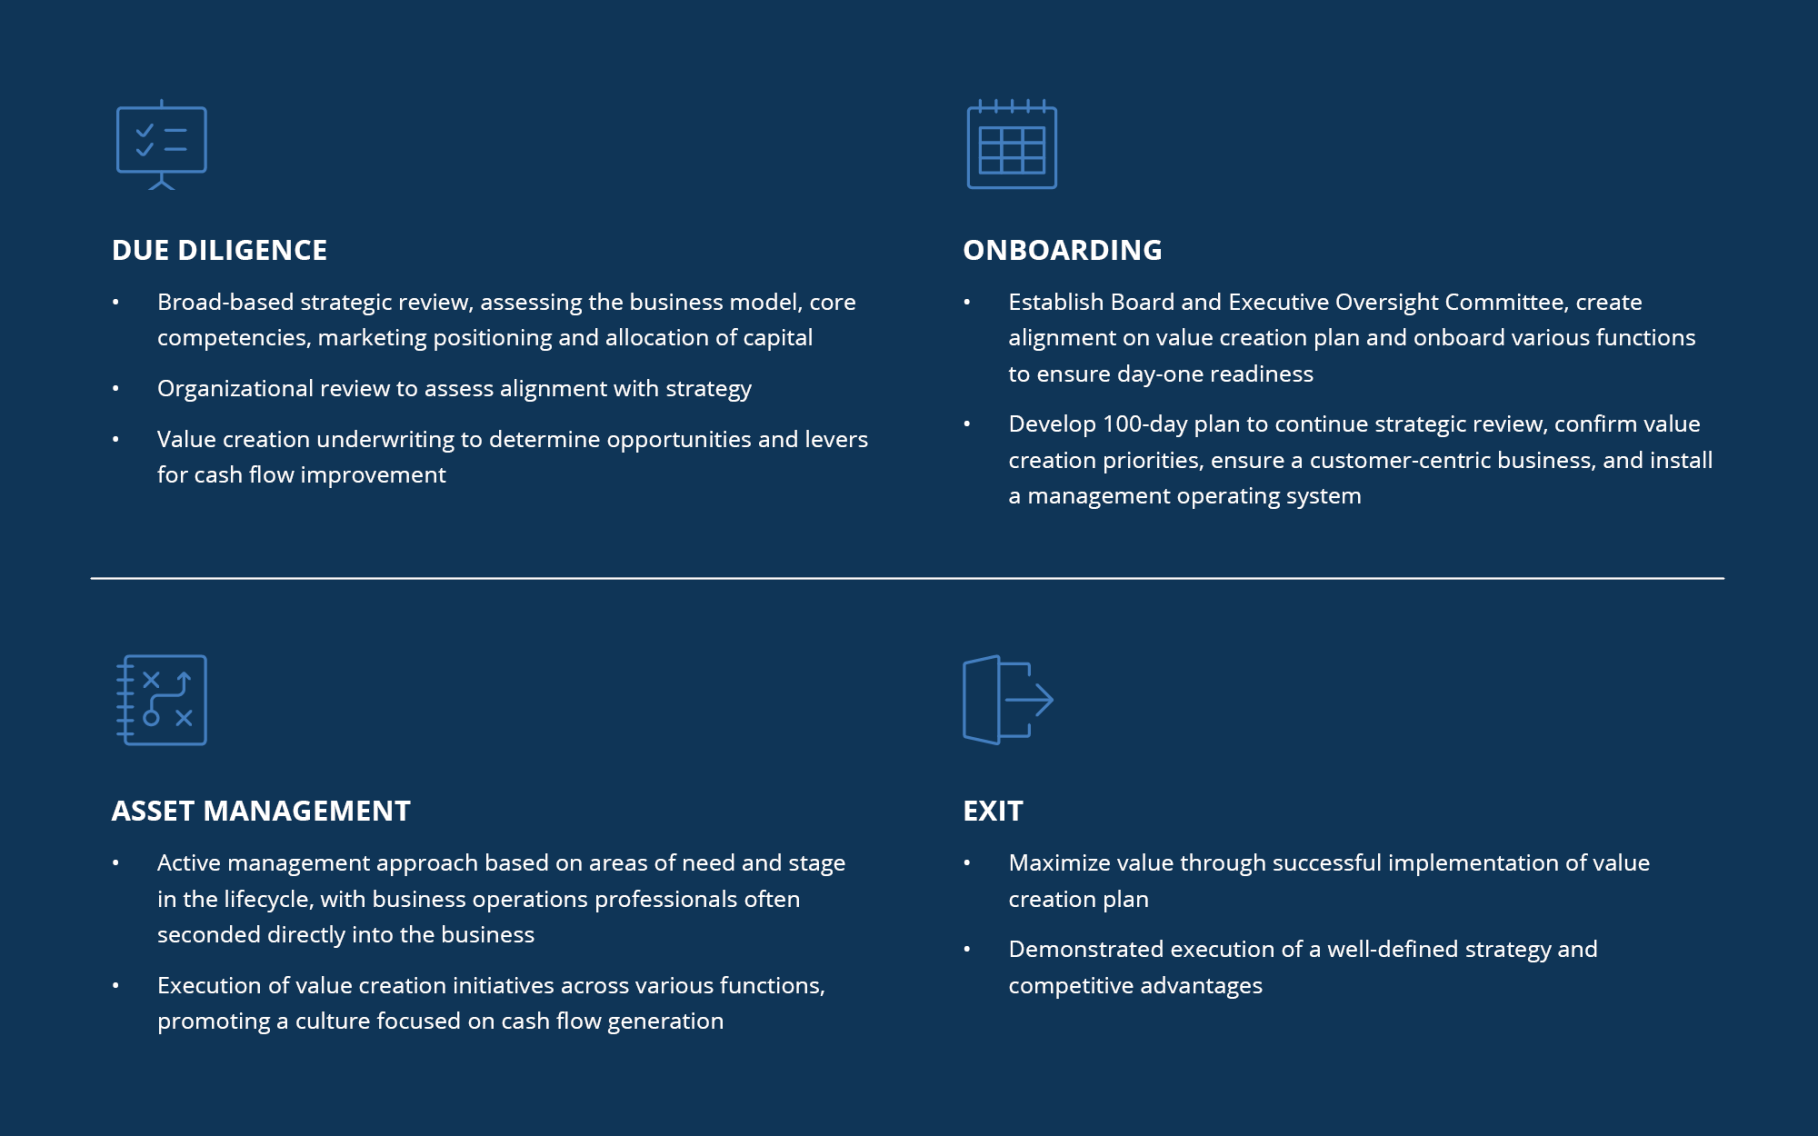 DUE DILIGENCE
• Broad-based strategic review, assessing the business model, core
competencies, marketing positioning and allocation of capital
• Organizational review to assess alignment with strategy
• Value creation underwriting to determine opportunities and levers
for cash flow improvement
ONBOARDING
• Establish Board and Executive Oversight Committee, create
alignment on value creation plan and onboard various functions
to ensure day-one readiness
• Develop 100-day plan to continue strategic review, confirm value
creation priorities, ensure a customer-centric business, and install
a management operating system
ASSET MANAGEMENT
• Active management approach based on areas of need and stage
in the lifecycle, with business operations professionals often
seconded directly into the business
• Execution of value creation initiatives across various functions,
promoting a culture focused on cash flow generation
EXIT
• Maximize value through successful implementation of value
creation plan
• Demonstrated execution of a well-defined strategy and
competitive advantages